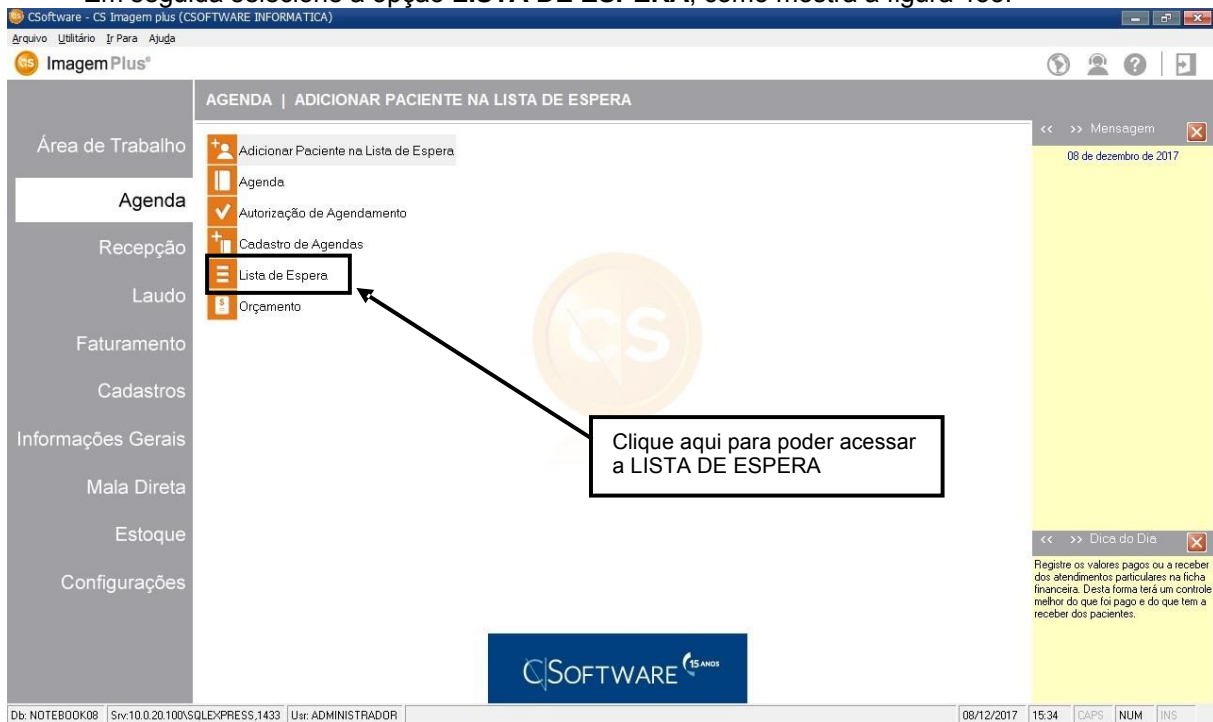 Em seguida selecione a opção LISTA DE ESPERA, como mostra a figura
CSoftware - CS Imagem plus (CSOFTWARE INFORMATICA)
Arquivo Utilitário Ir Para Ajuda
CS ImagemPlus®
AGENDA | ADICIONAR PACIENTE NA LISTA DE ESPERA
Área de Trabalho
Agenda
Recepção
Laudo
Faturamento
Cadastros
Informações Gerais
Mala Direta
Estoque
Configurações
Adicionar Paciente na Lista de Espera
Agenda
Autorização de Agendamento
Cadastro de Agendas
Lista de Espera
Orçamento
CS
Clique aqui para poder acessar
a LISTA DE ESPERA
CSOFTWARE 15 ANOS
<< >> Mensagem
08 de dezembro de 2017
<< >> Dica do Dia
Registre os valores pagos ou a receber
dos atendimentos particulares na ficha
financeira. Desta forma terá um controle
melhor do que foi pago e do que tem a
receber dos pacientes.
Db: NOTEBOOK08 Srv:10.0.20.100\SQLEXPRESS,1433 Usr: ADMINISTRADOR 08/12/2017 15:34 CAPS NUM INS